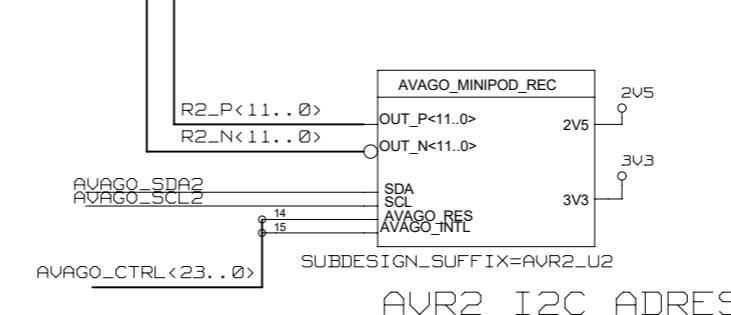 AVAGO_MINIPOD_REC
2V5
R2_P<11..0>
OUT_P<11..0>
2V5
R2_N<11..0>
OUT_N<11..0>
3V3
AVAGO_SDA2
SDA
AVAGO_SCL2
SCL
3V3
14
AVAGO_RES
15
AVAGO_INTL
AVAGO_CTRL<23..0>
SUBDESIGN_SUFFIX=AVR2_U2
AVR2 I2C ADRES